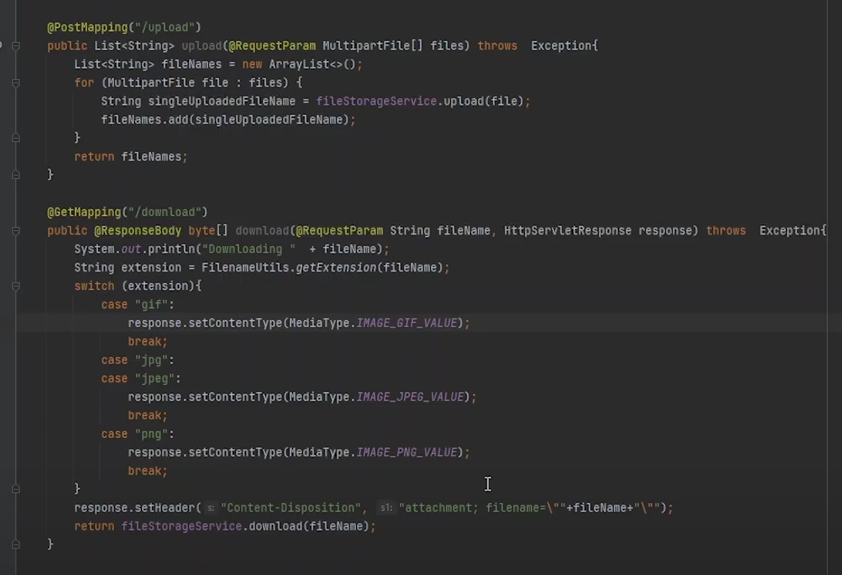 @PostMapping("/upload")
public List<String> upload(@RequestParam MultipartFile[] files) throws  Exception{
    List<String> fileNames = new ArrayList<>();
    for (MultipartFile file : files) {
        String singleUploadedFileName = fileStorageService.upload(file);
        fileNames.add(singleUploadedFileName);
    }
    return fileNames;
}

@GetMapping("/download")
public @ResponseBody byte[] download(@RequestParam String fileName, HttpServletResponse response) throws  Exception{
    System.out.println("Downloading "  + fileName);
    String extension = FilenameUtils.getExtension(fileName);
    switch (extension){
        case "gif":
            response.setContentType(MediaType.IMAGE_GIF_VALUE);
            break;
        case "jpg":
        case "jpeg":
            response.setContentType(MediaType.IMAGE_JPEG_VALUE);
            break;
        case "png":
            response.setContentType(MediaType.IMAGE_PNG_VALUE);
            break;
    }
    response.setHeader( s: "Content-Disposition", s1: "attachment; filename=\""+fileName+"\"");
    return fileStorageService.download(fileName);
}